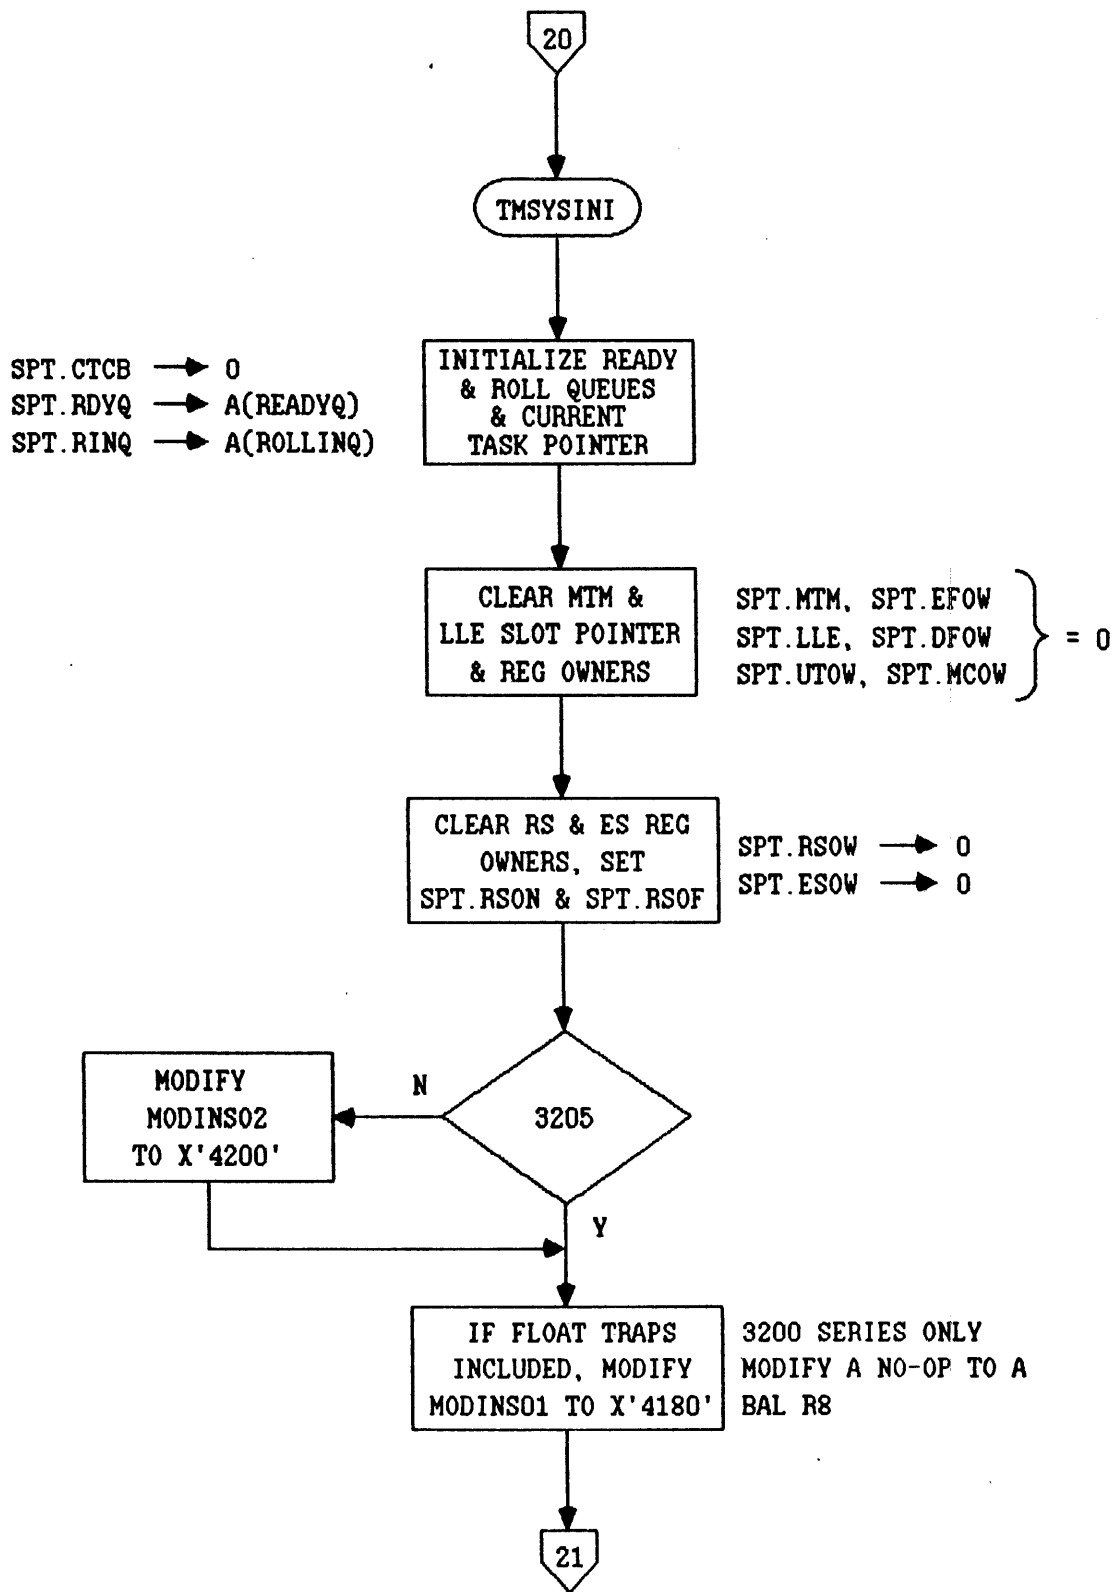 20
TMSYSINI
SPT.CTCB → 0
SPT.RDYQ → A(READYQ)
SPT.RINQ → A(ROLLINQ)
INITIALIZE READY
& ROLL QUEUES
& CURRENT
TASK POINTER
CLEAR MTM &
LLE SLOT POINTER
& REG OWNERS
SPT.MTM, SPT.EFOW
SPT.LLE, SPT.DFOW
SPT.UTOW, SPT.MCOW
= 0
CLEAR RS & ES REG
OWNERS, SET
SPT.RSON & SPT.RSOF
SPT.RSOW → 0
SPT.ESOW → 0
MODIFY
MODINS02
TO X'4200'
N
3205
Y
IF FLOAT TRAPS
INCLUDED, MODIFY
MODINS01 TO X'4180'
3200 SERIES ONLY
MODIFY A NO-OP TO A
BAL R8
21